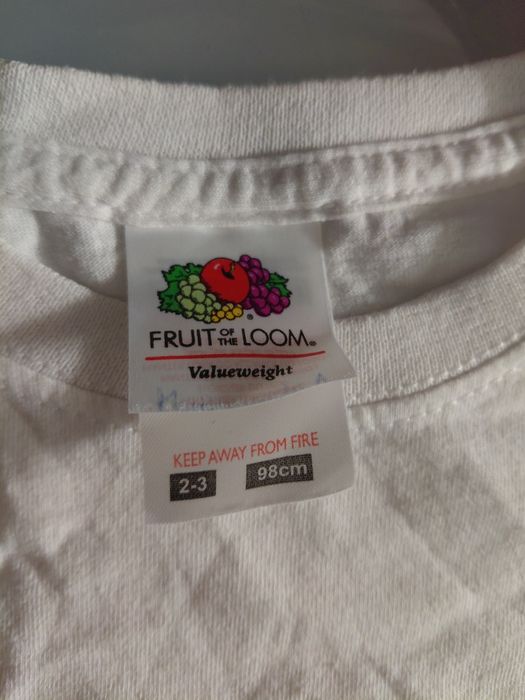 FRUIT OF THE LOOM®
Valueweight
KEEP AWAY FROM FIRE
2-3 98cm